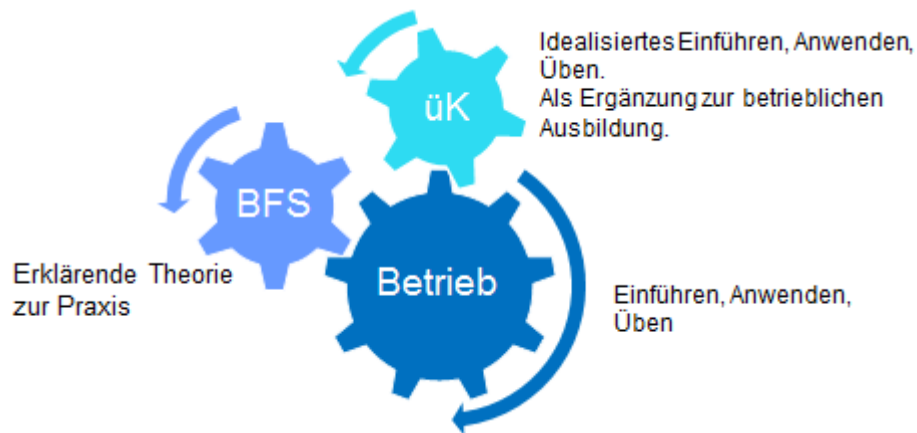 Idealisiertes Einführen, Anwenden,
Üben.
Als Ergänzung zur betrieblichen
Ausbildung.
üK
BFS
Erklärende Theorie
zur Praxis
Betrieb
Einführen, Anwenden,
Üben